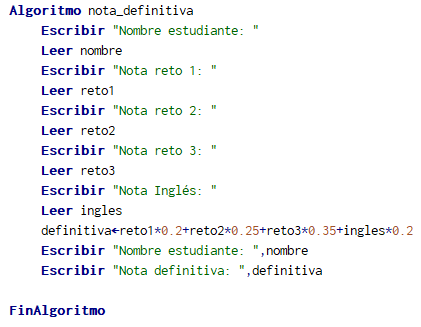 Algoritmo nota_definitiva
Escribir "Nombre estudiante: "
Leer nombre
Escribir "Nota reto 1: "
Leer reto1
Escribir "Nota reto 2: "
Leer reto2
Escribir "Nota reto 3: "
Leer reto3
Escribir "Nota Inglés: "
Leer ingles
definitiva←reto1*0.2+reto2*0.25+reto3*0.35+ingles*0.2
Escribir "Nombre estudiante: ",nombre
Escribir "Nota definitiva: ",definitiva
FinAlgoritmo